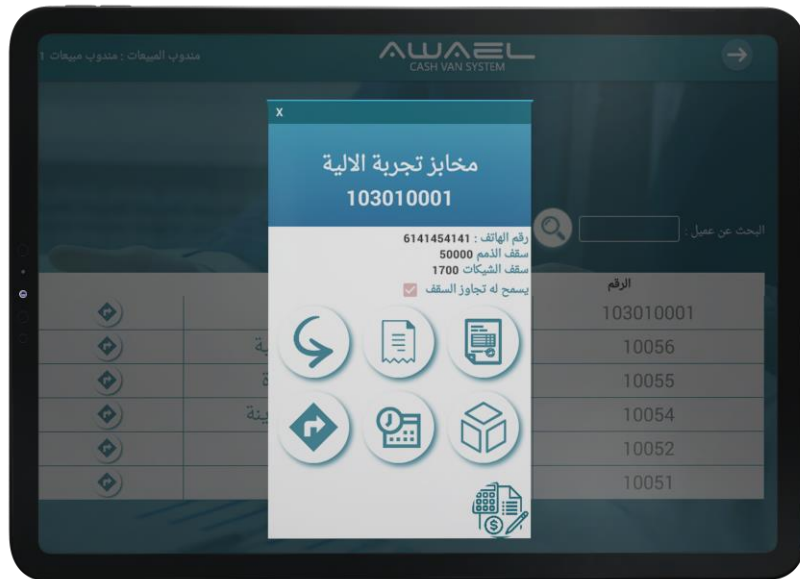 مندوب المبيعات : مندوب مبيعات 1
AWAEL
CASH VAN SYSTEM
X
مخابز تجربة الالية
103010001
رقم الهاتف : 6141454141
سقف الذمم 50000
سقف الشيكات 1700
يسمح له تجاوز السقف
البحث عن عميل :
الرقم
103010001
10056
10055
10054
10052
10051